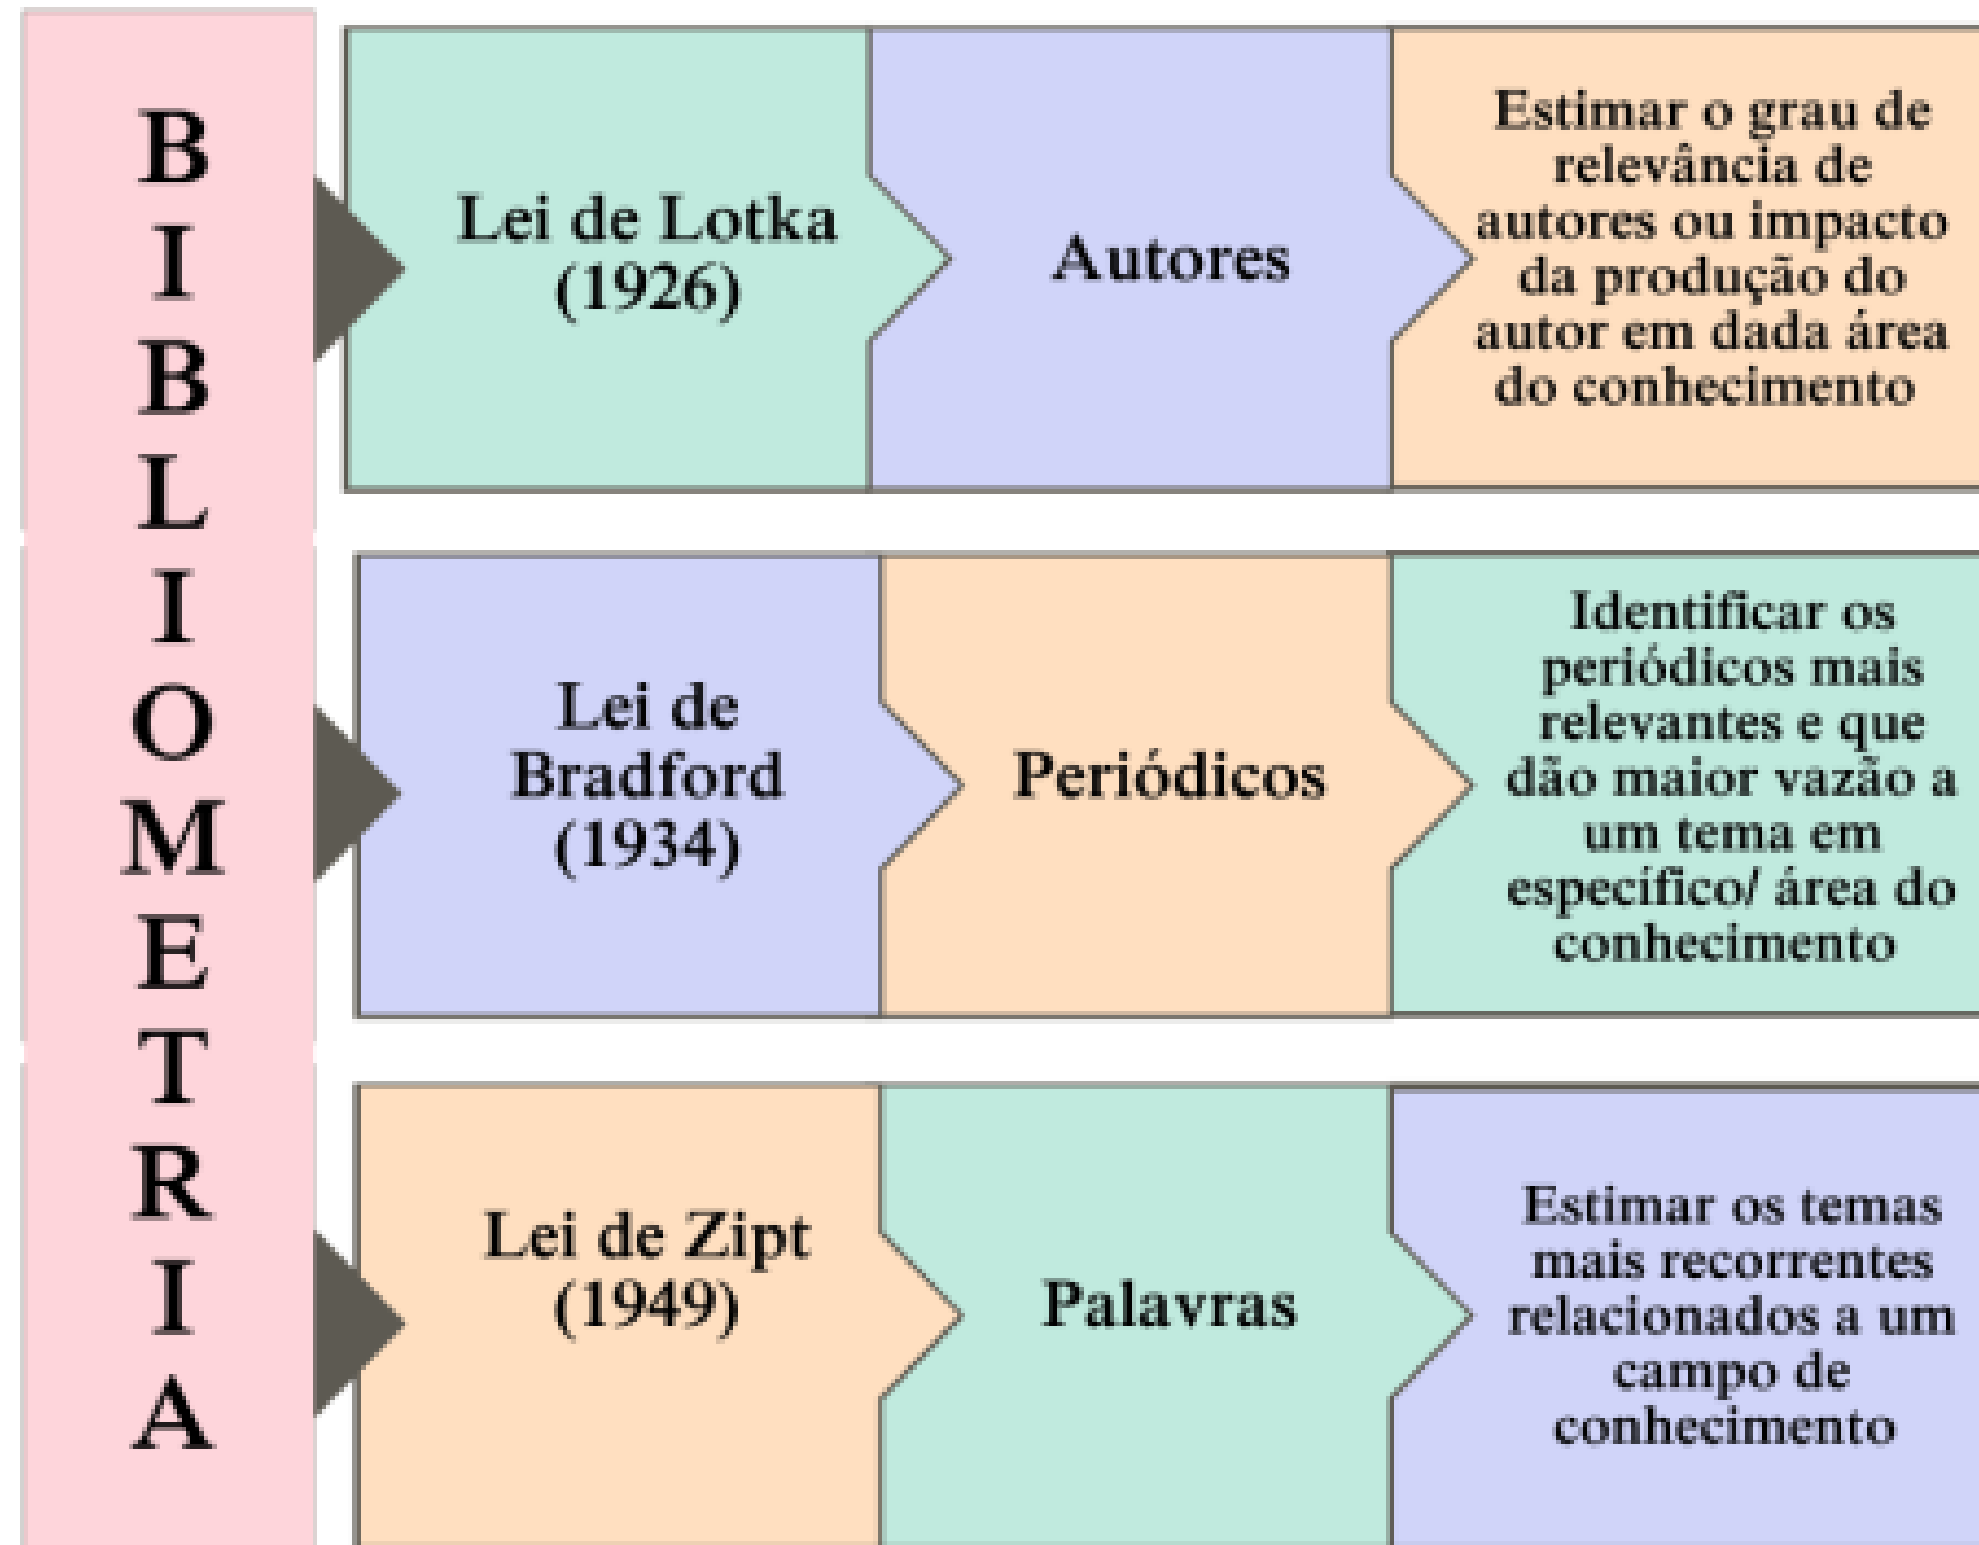 BIBLIOMETRIA
Lei de Lotka
(1926)
Autores
Estimar o grau de
relevância de
autores ou impacto
da produção do
autor em dada área
do conhecimento
Lei de
Bradford
(1934)
Periódicos
Identificar os
periódicos mais
relevantes e que
dão maior vazão a
um tema em
específico/ área do
conhecimento
Lei de Zipt
(1949)
Palavras
Estimar os temas
mais recorrentes
relacionados a um
campo de
conhecimento